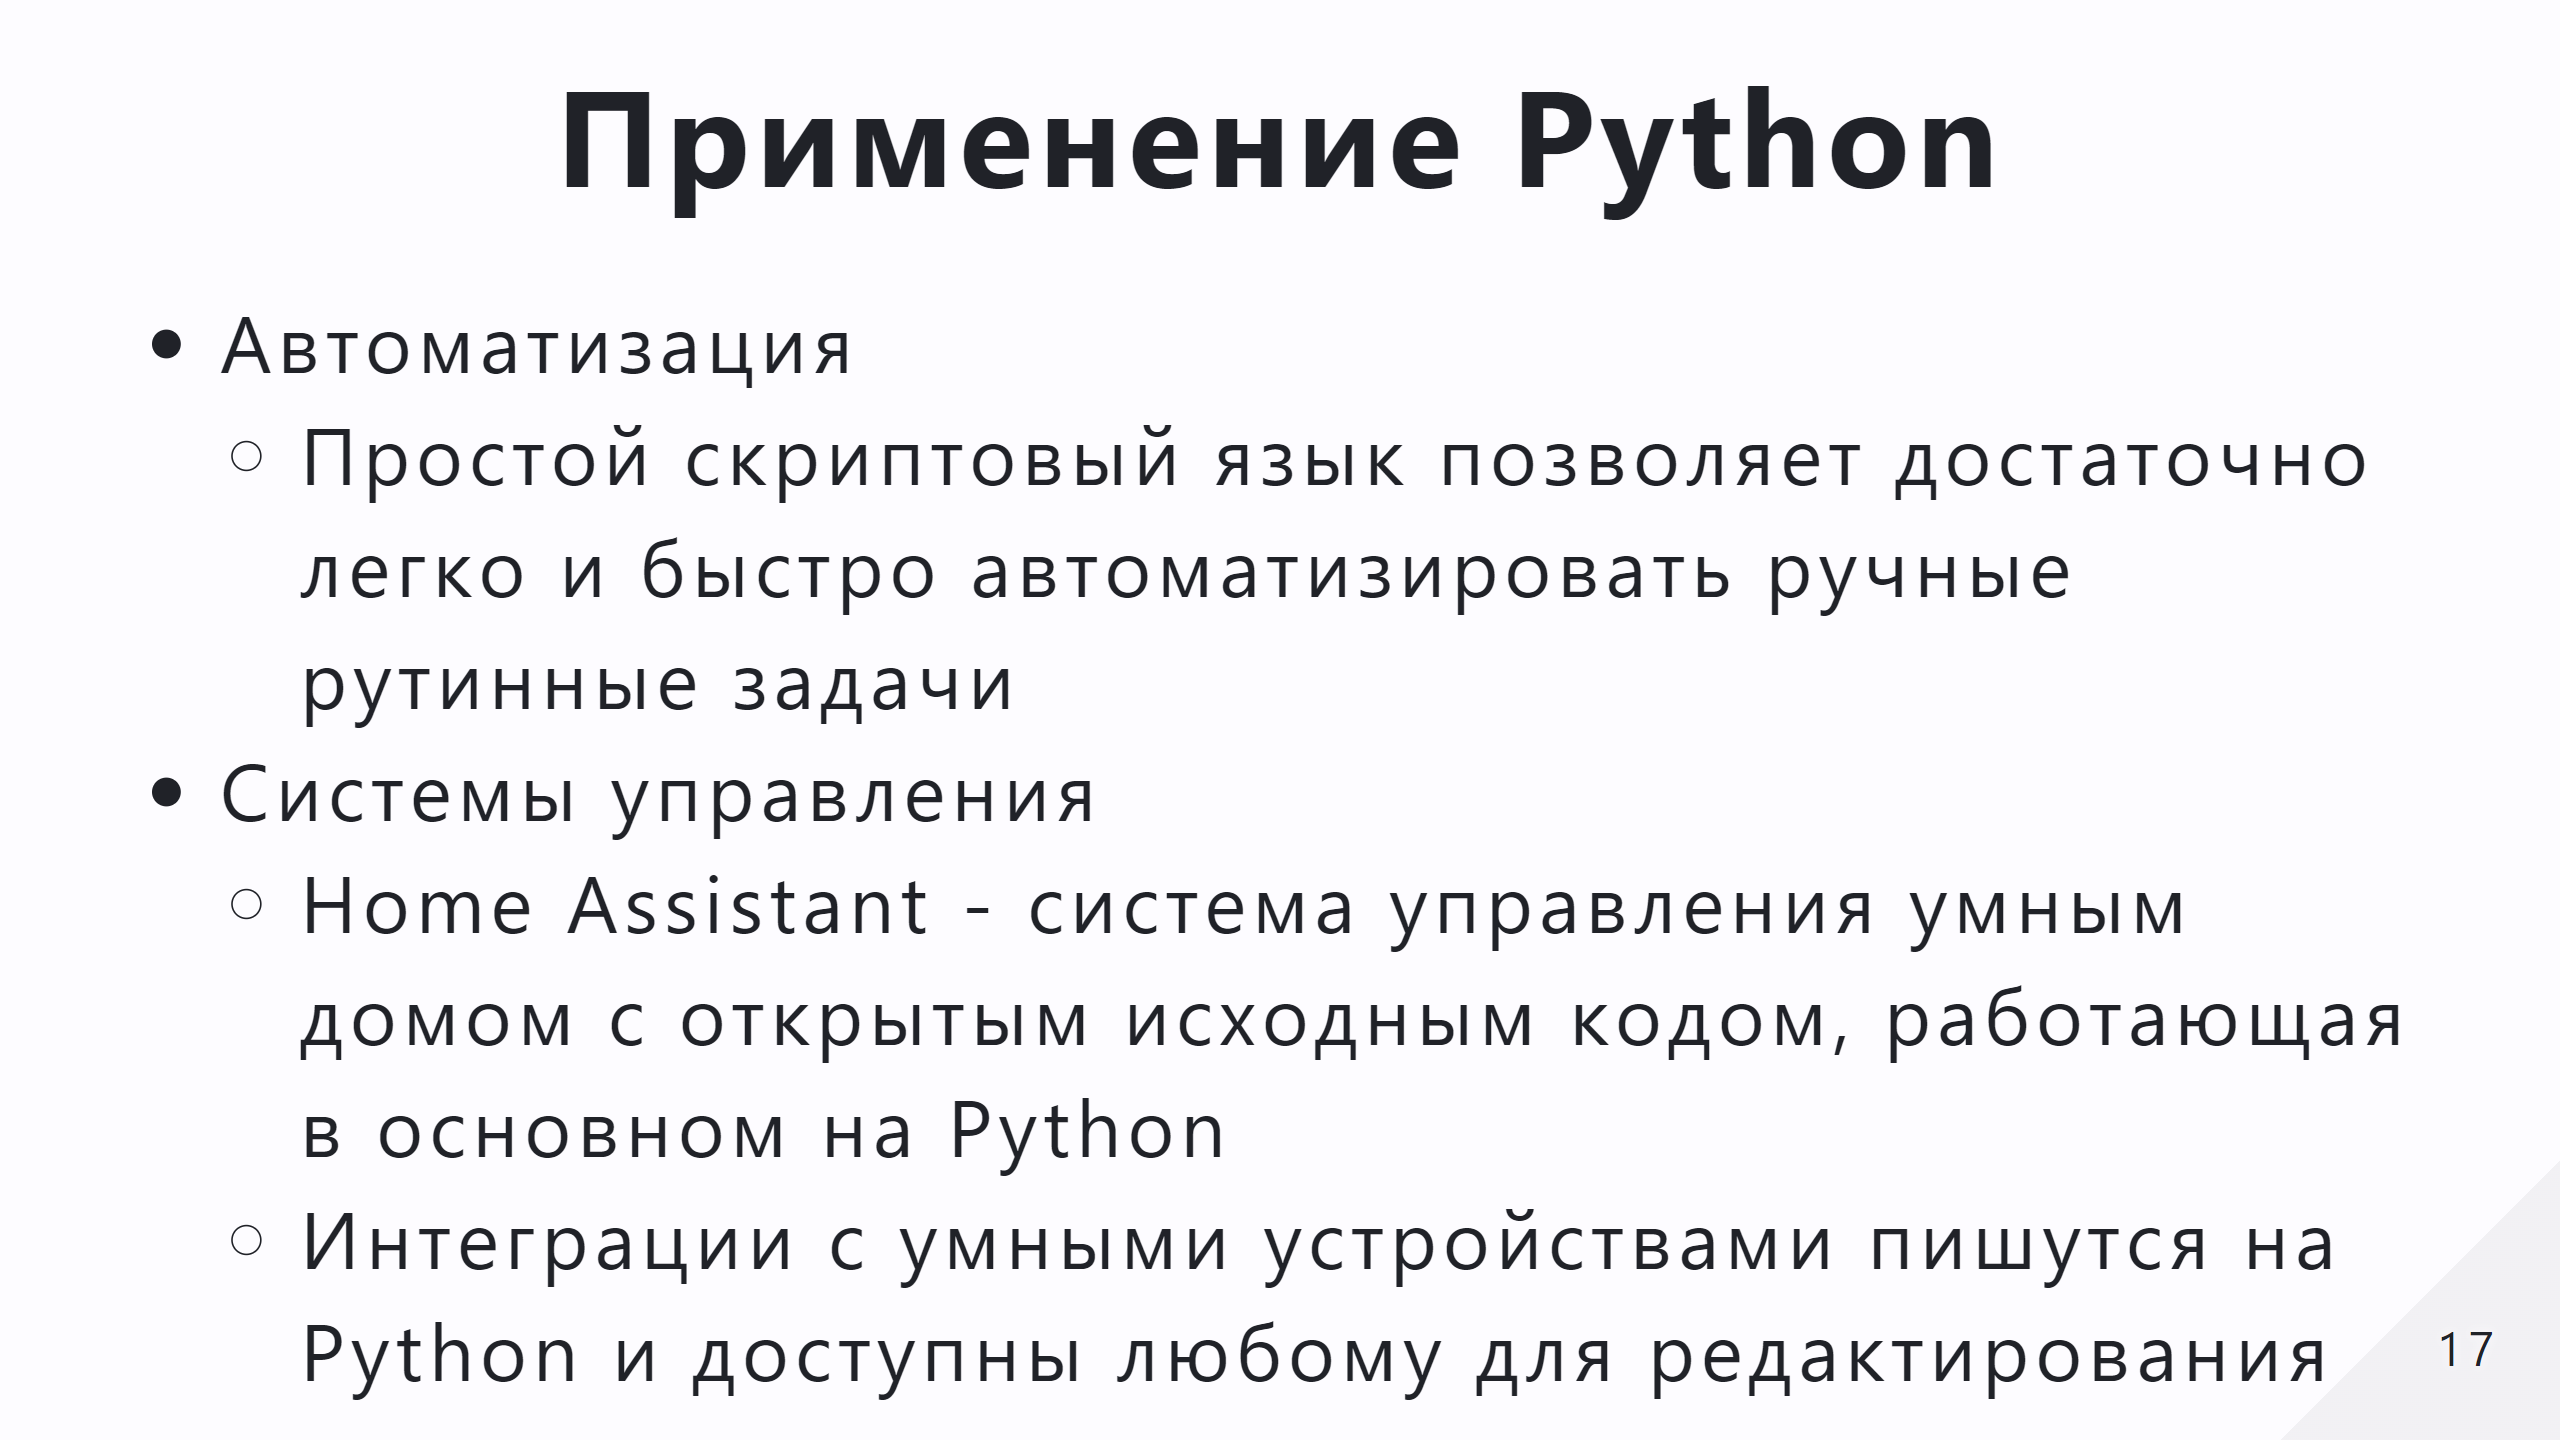 Применение Python
• Автоматизация
○ Простой скриптовый язык позволяет достаточно
легко и быстро автоматизировать ручные
рутинные задачи
• Системы управления
○ Home Assistant - система управления умным
домом с открытым исходным кодом, работающая
в основном на Python
○ Интеграции с умными устройствами пишутся на
Python и доступны любому для редактирования
17